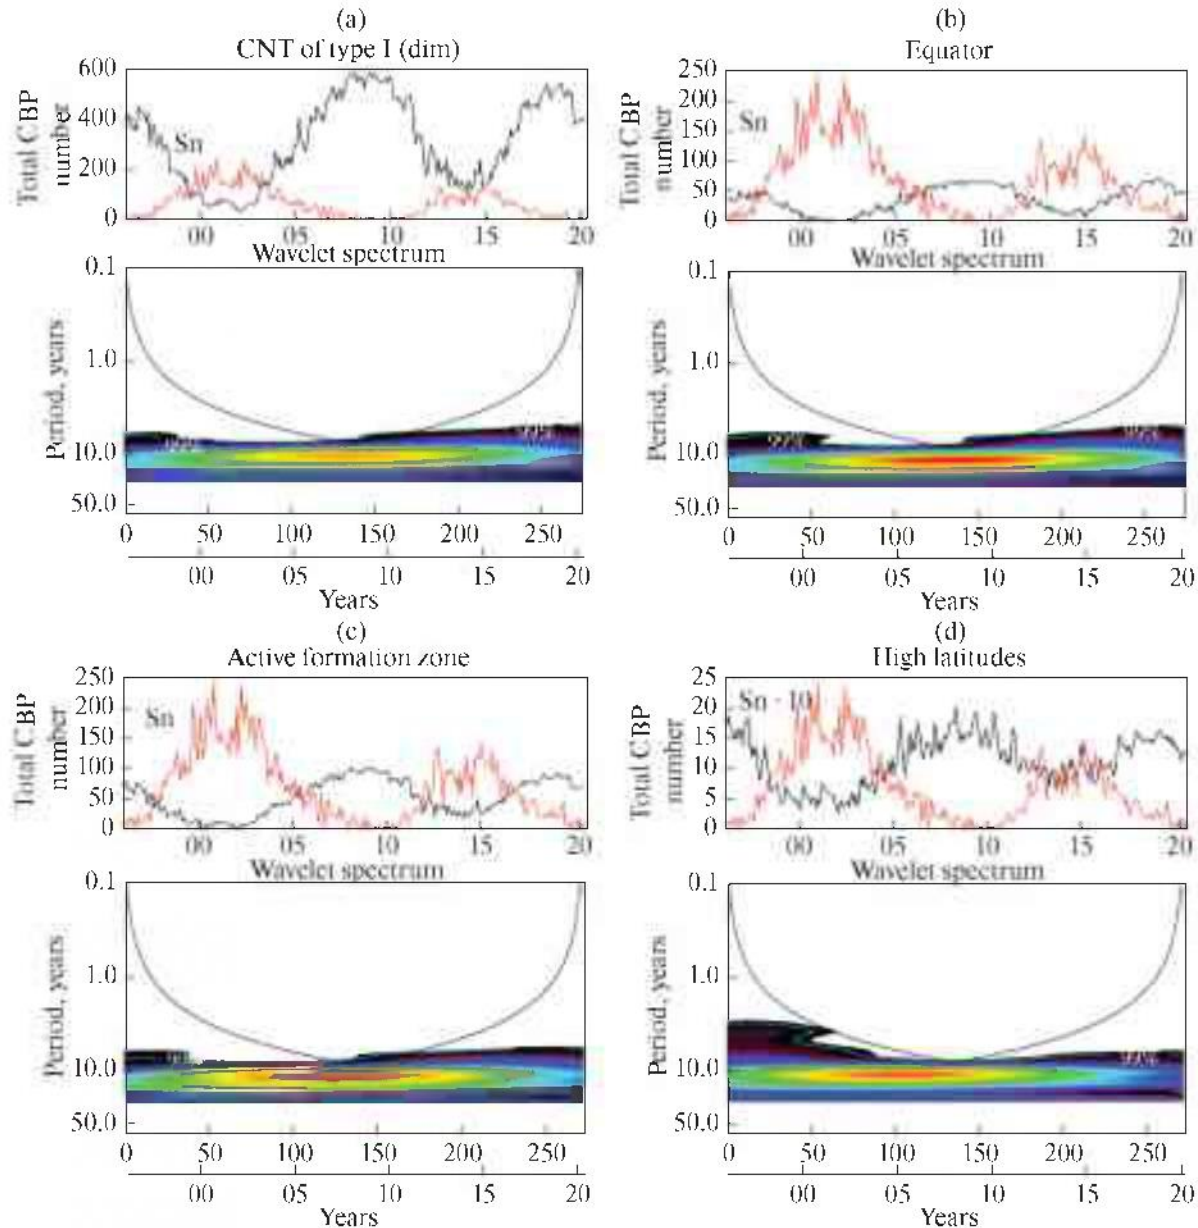 (a)
CNT of type I (dim)
600
400
200
0
Total CBP
number
Sn
00 05 10 15 20
Wavelet spectrum
0.1
1.0
10.0
50.0
Period, years
99%
0 50 100 150 200 250
00 05 10 15 20
Years
(b)
Equator
250
200
150
100
50
0
Total CBP
number
Sn
00 05 10 15 20
Wavelet spectrum
0.1
1.0
10.0
50.0
Period, years
99%
99%
0 50 100 150 200 250
00 05 10 15 20
Years
(c)
Active formation zone
250
200
150
100
50
0
Total CBP
number
Sn
00 05 10 15 20
Wavelet spectrum
0.1
1.0
10.0
50.0
Period, years
0 50 100 150 200 250
00 05 10 15 20
Years
(d)
High latitudes
25
20
15
10
5
0
Total CBP
number
Sn · 10
00 05 10 15 20
Wavelet spectrum
0.1
1.0
10.0
50.0
Period, years
99%
0 50 100 150 200 250
00 05 10 15 20
Years